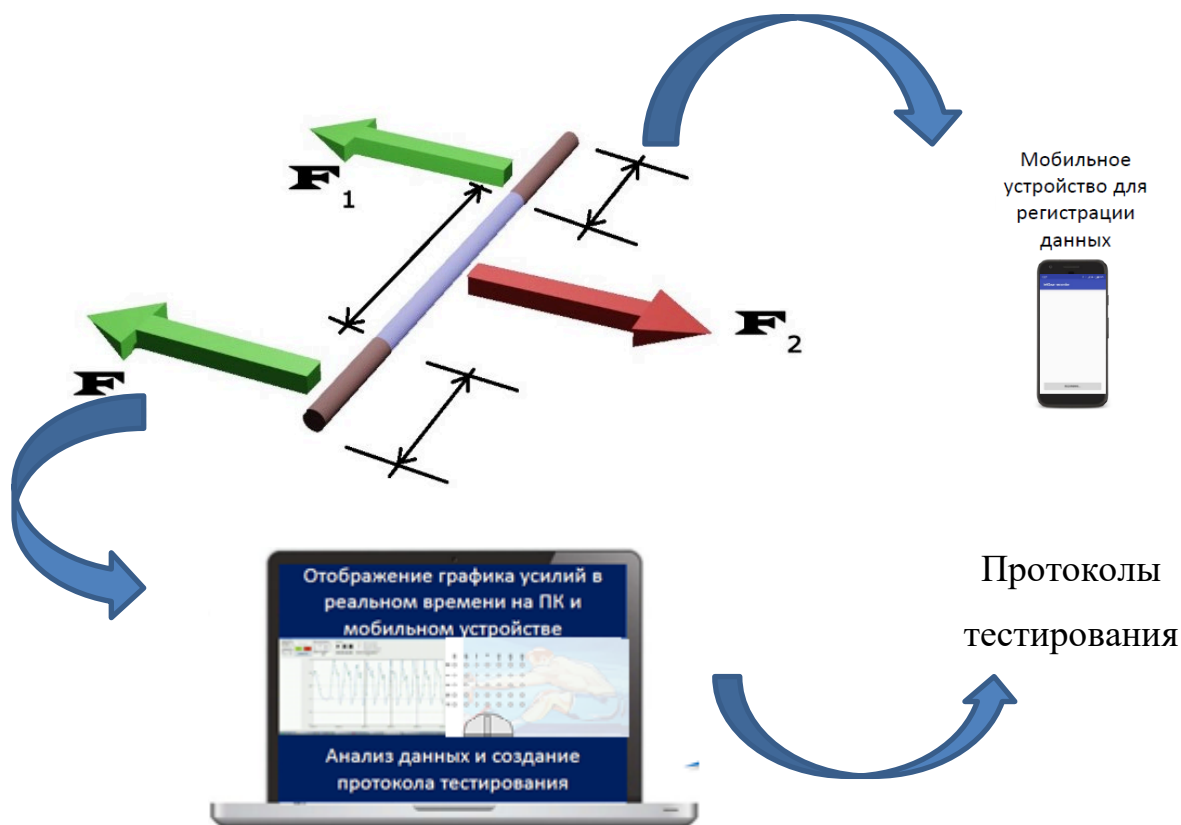 F1
Мобильное
устройство для
регистрации
данных
F2
F
Отображение графика усилий в
реальном времени на ПК и
мобильном устройстве
Анализ данных и создание
протокола тестирования
Протоколы
тестирования